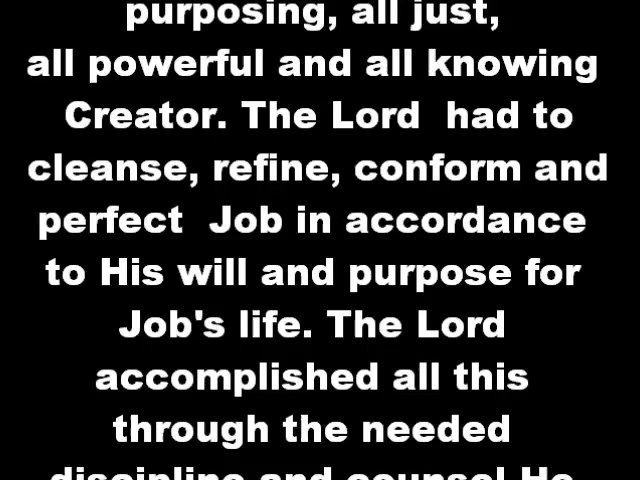 purposing, all just,
all powerful and all knowing
Creator. The Lord had to
cleanse, refine, conform and
perfect Job in accordance
to His will and purpose for
Job's life. The Lord
accomplished all this
through the needed
discipline and counsel He